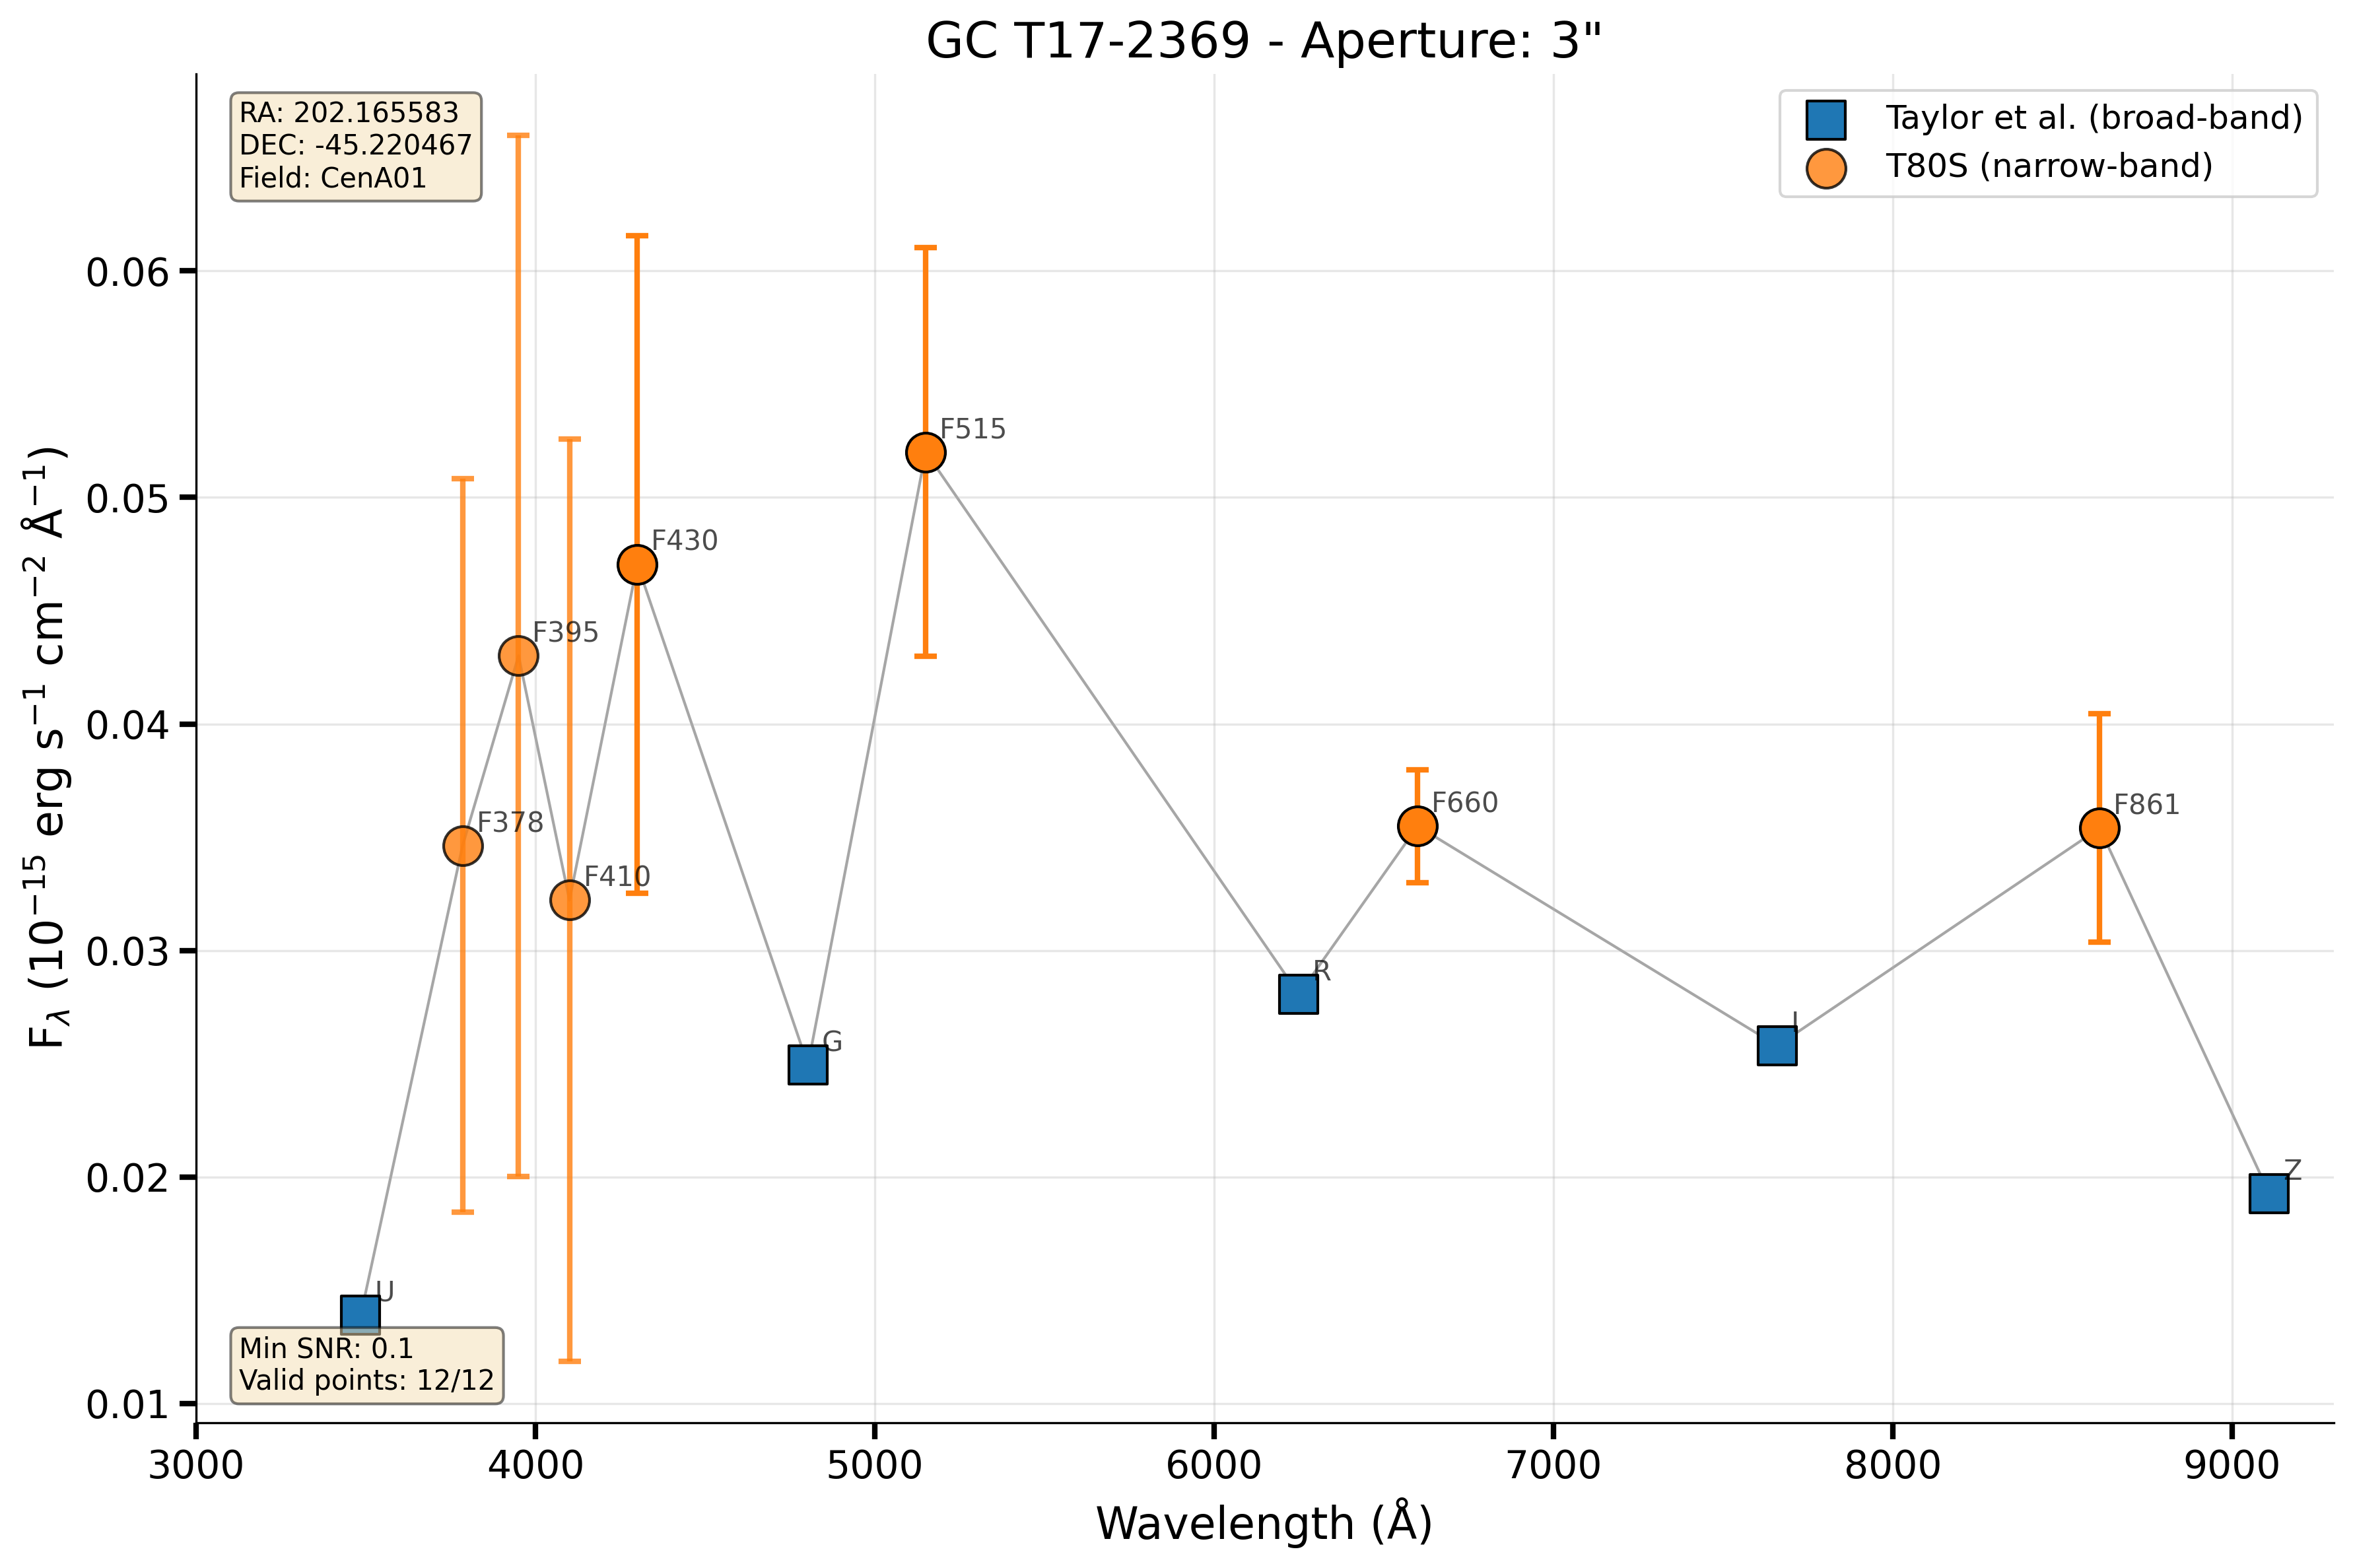 GC T17-2369 - Aperture: 3"
RA: 202.165583
DEC: -45.220467
Field: CenA01
Taylor et al. (broad-band)
T80S (narrow-band)
F_λ (10⁻¹⁵ erg s⁻¹ cm⁻² Å⁻¹)
0.06
0.05
0.04
0.03
0.02
0.01
F515
F430
F395
F378
F410
F660
F861
R
I
G
Z
U
Min SNR: 0.1
Valid points: 12/12
3000 4000 5000 6000 7000 8000 9000
Wavelength (Å)